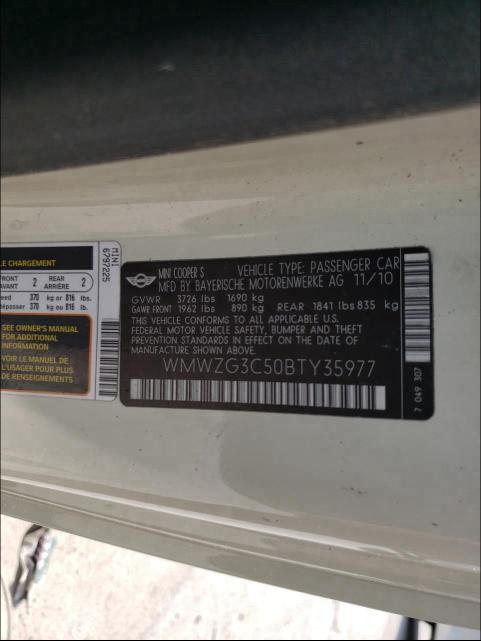 LE CHARGEMENT
FRONT
AVANT 2 REAR
ARRIÈRE 2
370 kg or 816 lbs.
370 kg ou 816 lb.
SEE OWNER'S MANUAL
FOR ADDITIONAL
INFORMATION
VOIR LE MANUEL DE
L'USAGER POUR PLUS
DE RENSEIGNEMENTS
MINI
6797225
MINI
MINI COOPER S VEHICLE TYPE: PASSENGER CAR
MFD BY BAYERISCHE MOTORENWERKE AG 11/10
GVWR 3726 lbs 1690 kg
GAWR FRONT 1962 lbs 890 kg REAR 1841 lbs 835 kg
THIS VEHICLE CONFORMS TO ALL APPLICABLE U.S.
FEDERAL MOTOR VEHICLE SAFETY, BUMPER AND THEFT
PREVENTION STANDARDS IN EFFECT ON THE DATE OF
MANUFACTURE SHOWN ABOVE.
WMWZG3C50BTY35977
7 049 307